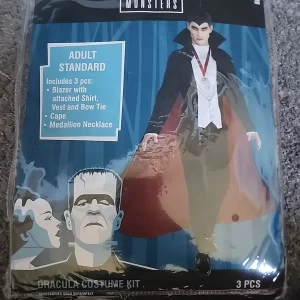 MONSTERS
ADULT
STANDARD
Includes 3 pcs:
• Blazer with
attached Shirt,
Vest and Bow Tie
• Cape
• Medallion Necklace
DRACULA COSTUME KIT
3 PCS